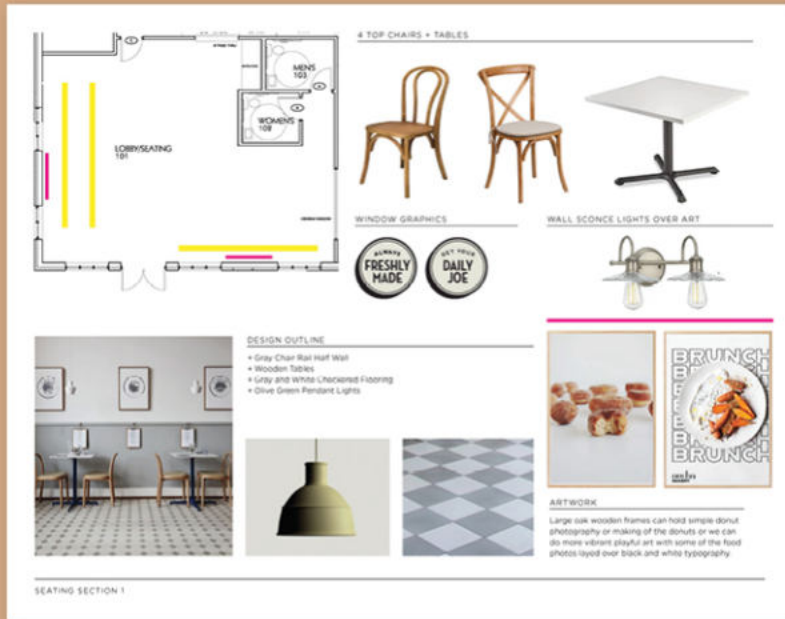 4 TOP CHAIRS + TABLES
MEN'S
103
WOMEN'S
102
LOBBY/SEATING
101
WINDOW GRAPHICS
WALL SCONCE LIGHTS OVER ART
ALWAYS
FRESHLY
MADE
GET YOUR
DAILY
JOE
DESIGN OUTLINE
+ Gray Chair Rail Half Wall
+ Wooden Tables
+ Gray and White Checkered Flooring
+ Olive Green Pendant Lights
BRUNCH
BRUNCH
ARTWORK
Large oak wooden frames can hold simple donut
photography or making of the donuts or we can
do more vibrant playful art with some of the food
photos layed over black and white typography.
SEATING SECTION 1